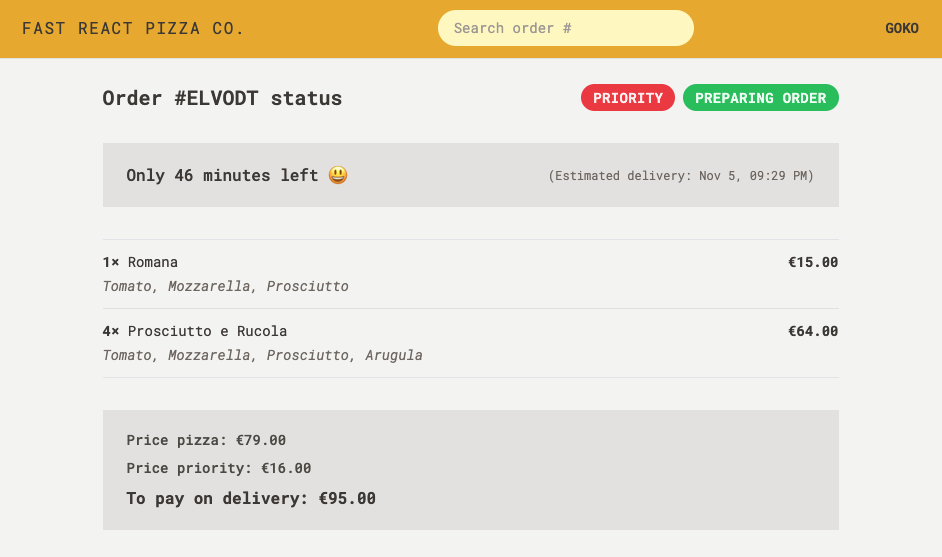 FAST REACT PIZZA CO.
Search order #
GOKO
Order #ELVODT status
PRIORITY
PREPARING ORDER
Only 46 minutes left 😃
(Estimated delivery: Nov 5, 09:29 PM)
1× Romana
€15.00
Tomato, Mozzarella, Prosciutto
4× Prosciutto e Rucola
€64.00
Tomato, Mozzarella, Prosciutto, Arugula
Price pizza: €79.00
Price priority: €16.00
To pay on delivery: €95.00